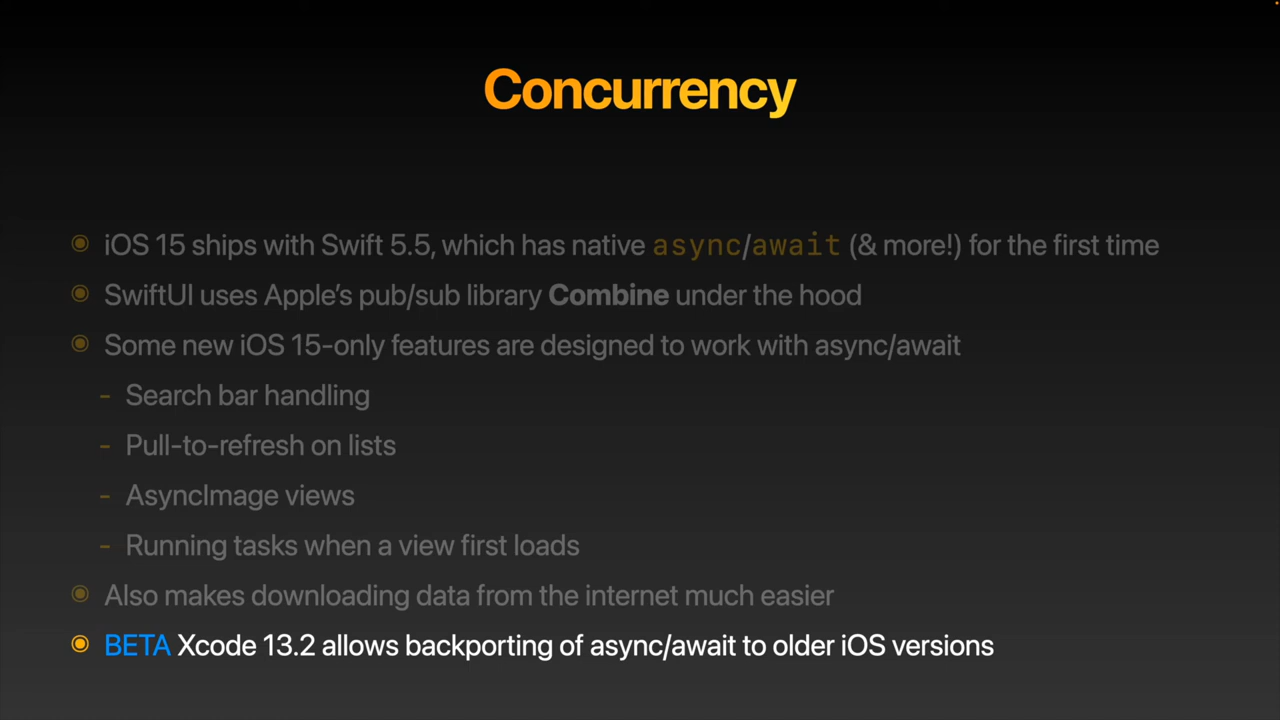 Concurrency
iOS 15 ships with Swift 5.5, which has native async/await (& more!) for the first time
SwiftUI uses Apple’s pub/sub library Combine under the hood
Some new iOS 15-only features are designed to work with async/await
- Search bar handling
- Pull-to-refresh on lists
- AsyncImage views
- Running tasks when a view first loads
Also makes downloading data from the internet much easier
BETA Xcode 13.2 allows backporting of async/await to older iOS versions